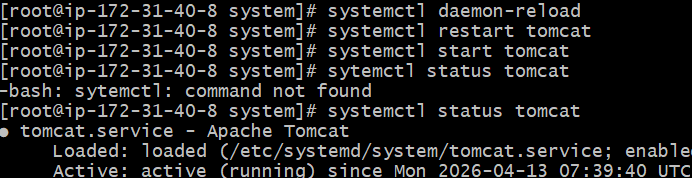 [root@ip-172-31-40-8 system]# systemctl daemon-reload
[root@ip-172-31-40-8 system]# systemctl restart tomcat
[root@ip-172-31-40-8 system]# systemctl start tomcat
[root@ip-172-31-40-8 system]# sytemctl status tomcat
-bash: sytemctl: command not found
[root@ip-172-31-40-8 system]# systemctl status tomcat
● tomcat.service - Apache Tomcat
Loaded: loaded (/etc/systemd/system/tomcat.service; enable
Active: active (running) since Mon 2026-04-13 07:39:40 UTC